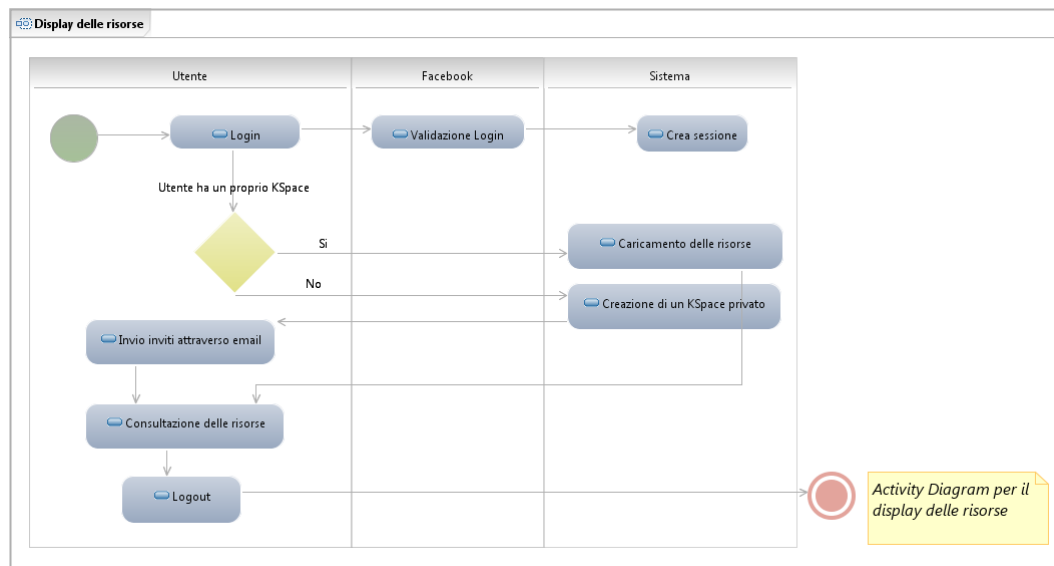 Display delle risorse
Utente
Facebook
Sistema
Login
Validazione Login
Crea sessione
Utente ha un proprio KSpace
Si
Caricamento delle risorse
No
Creazione di un KSpace privato
Invio inviti attraverso email
Consultazione delle risorse
Logout
Activity Diagram per il
display delle risorse